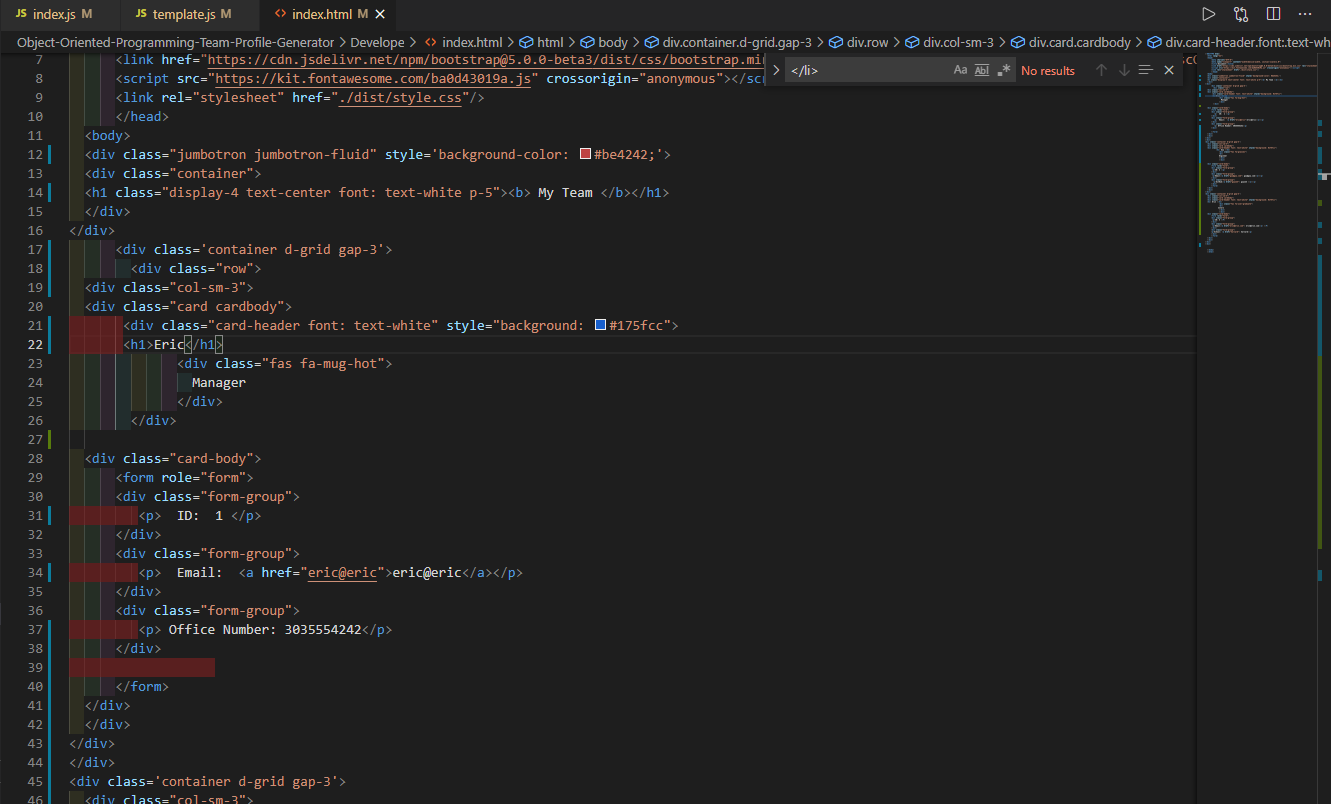 JS index.js M JS template.js M <> index.html M ×
Object-Oriented-Programming-Team-Profile-Generator > Develope > <> index.html > html > body > div.container.d-grid.gap-3 > div.row > div.col-sm-3 > div.card.cardbody > div.card-header.font:.text-wh
</li> Aa Abl .* No results
7 <link href="https://cdn.jsdelivr.net/npm/bootstrap@5.0.0-beta3/dist/css/bootstrap.min
8 <script src="https://kit.fontawesome.com/ba0d43019a.js" crossorigin="anonymous"></scr
9 <link rel="stylesheet" href="./dist/style.css"/>
10 </head>
11 <body>
12 <div class="jumbotron jumbotron-fluid" style='background-color: #be4242;'>
13 <div class="container">
14 <h1 class="display-4 text-center font: text-white p-5"><b> My Team </b></h1>
15 </div>
16 </div>
17 <div class='container d-grid gap-3'>
18 <div class="row">
19 <div class="col-sm-3">
20 <div class="card cardbody">
21 <div class="card-header font: text-white" style="background: #175fcc">
22 <h1>Eric</h1>
23 <div class="fas fa-mug-hot">
24 Manager
25 </div>
26 </div>
27
28 <div class="card-body">
29 <form role="form">
30 <div class="form-group">
31 <p>  ID:  1 </p>
32 </div>
33 <div class="form-group">
34 <p>  Email:  <a href="eric@eric">eric@eric</a></p>
35 </div>
36 <div class="form-group">
37 <p> Office Number: 3035554242</p>
38 </div>
39
40 </form>
41 </div>
42 </div>
43 </div>
44 </div>
45 <div class='container d-grid gap-3'>
46 <div class="col-sm-3">